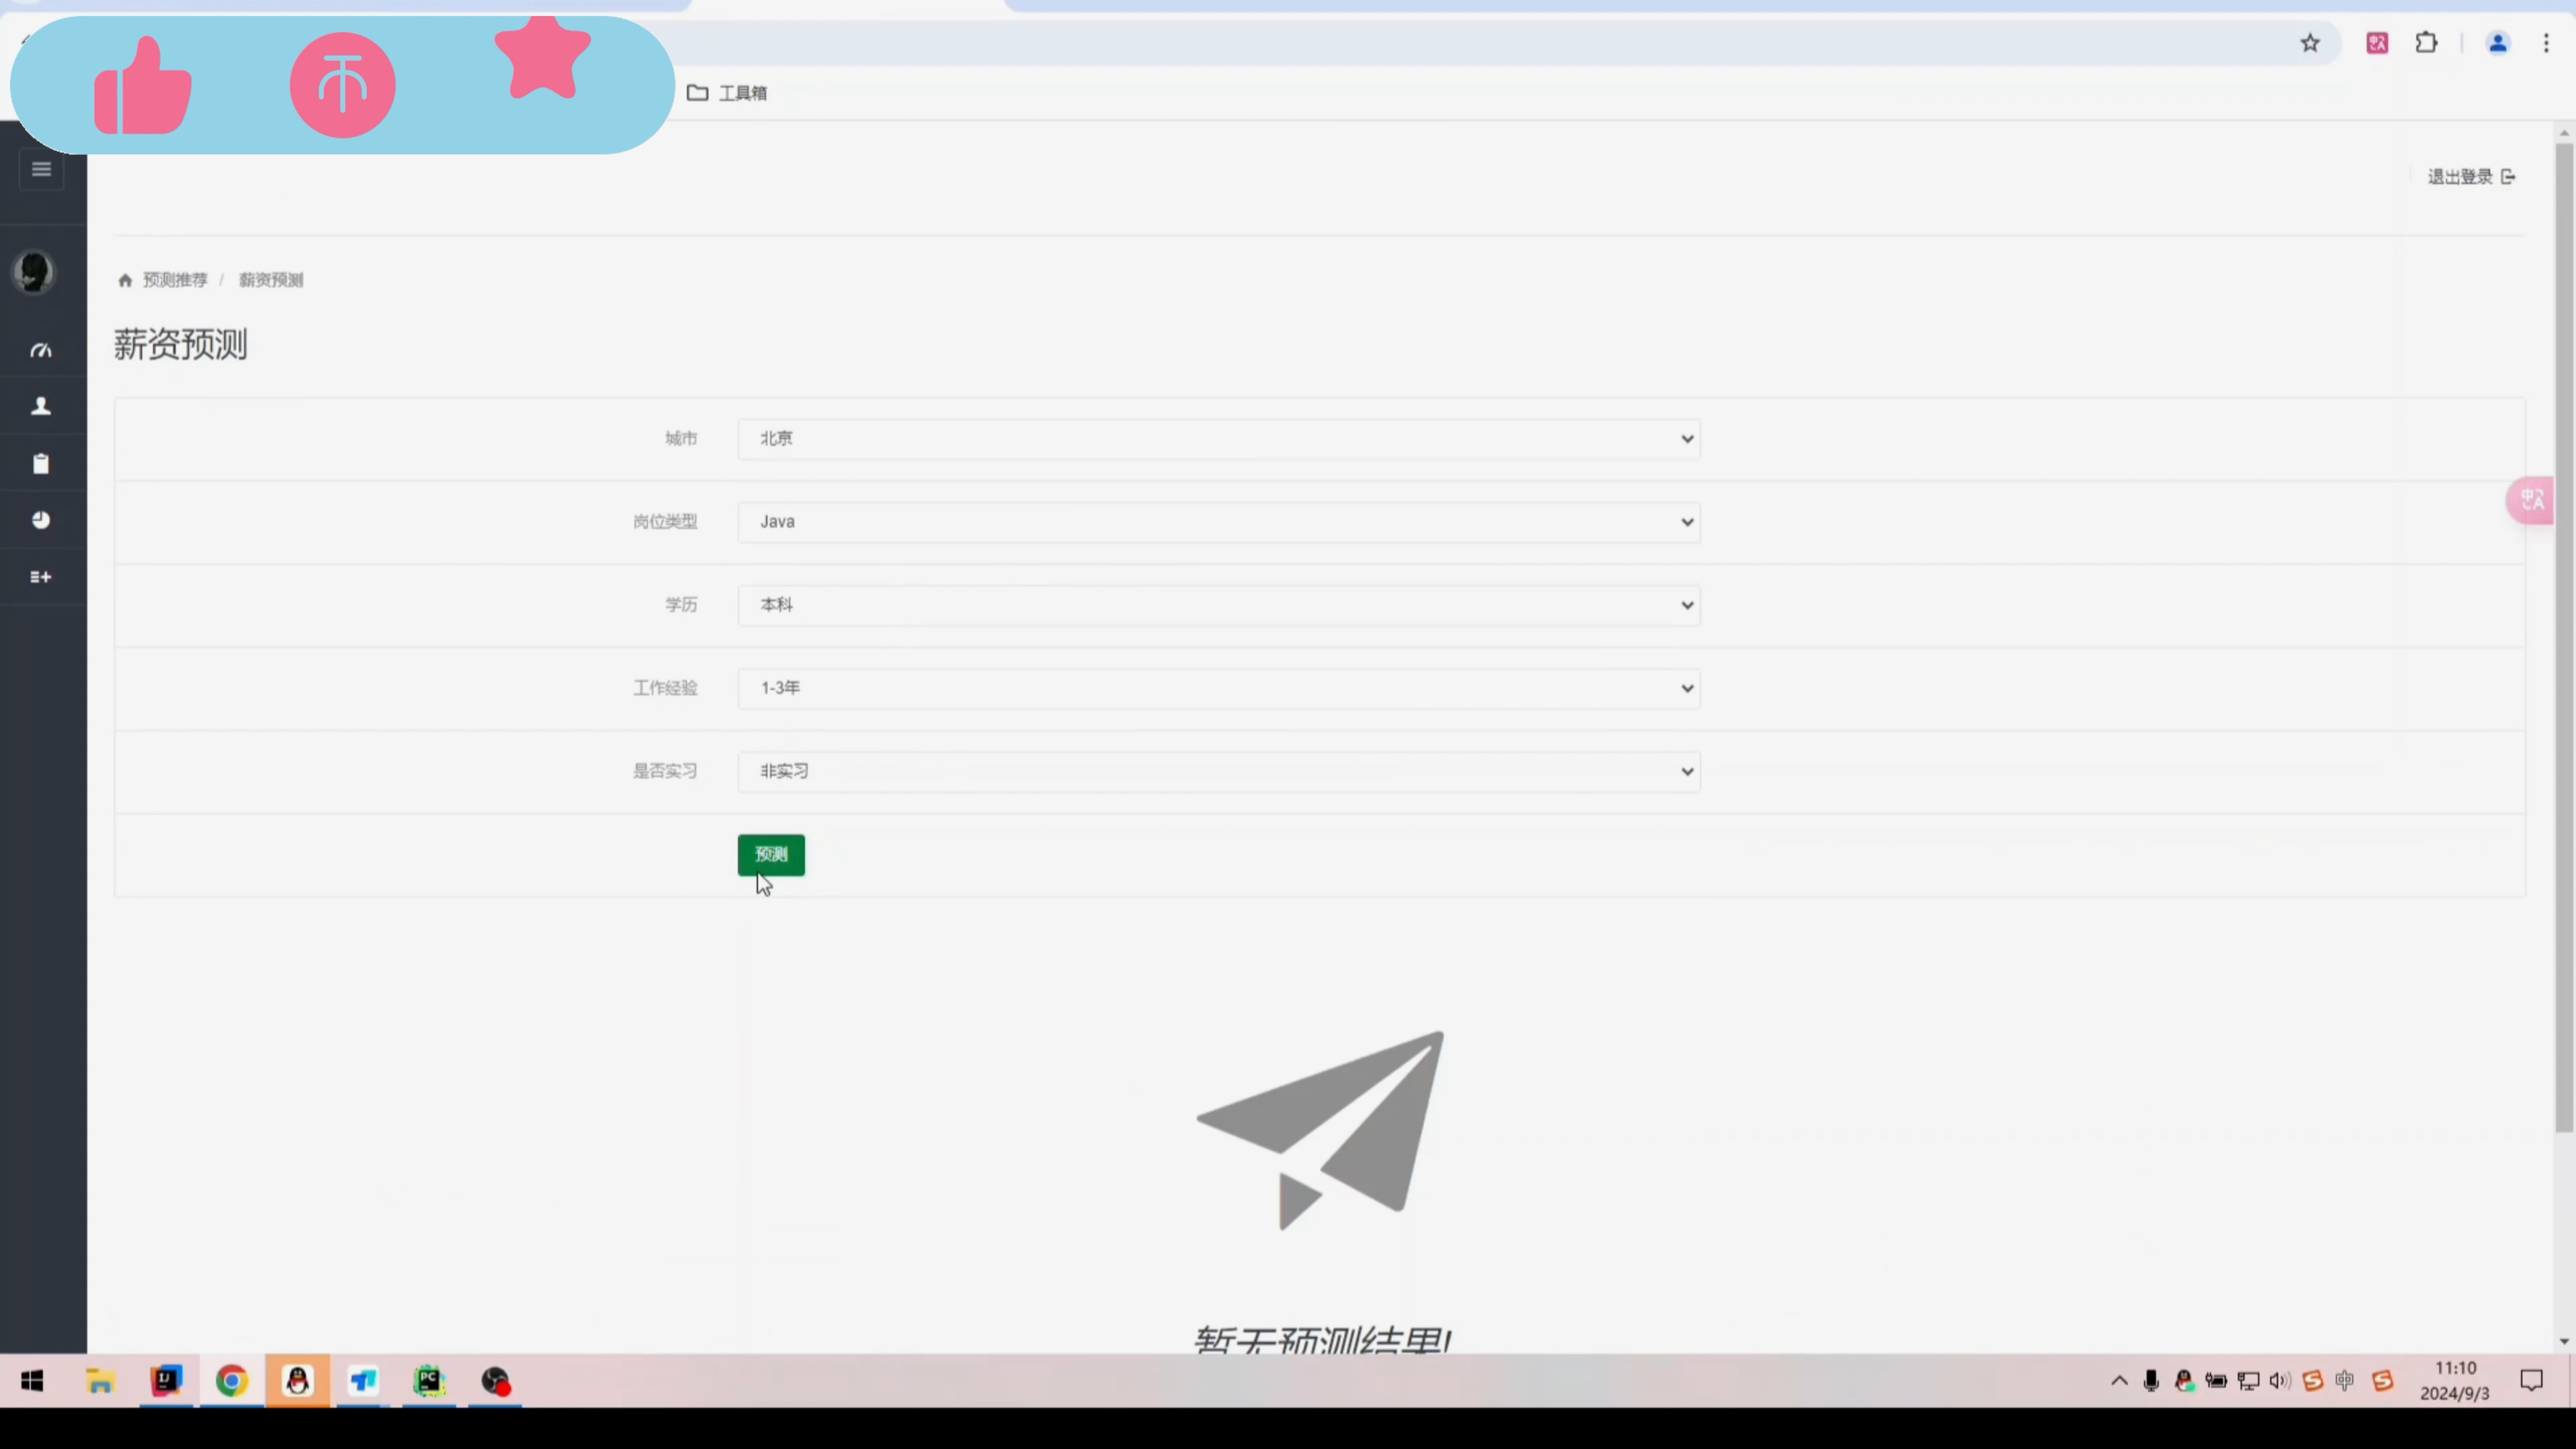 工具箱
退出登录
预测推荐 / 薪资预测
薪资预测
城市 北京
岗位类型 Java
学历 本科
工作经验 1-3年
是否实习 非实习
预测
暂无预测结果!
中
11:10
2024/9/3